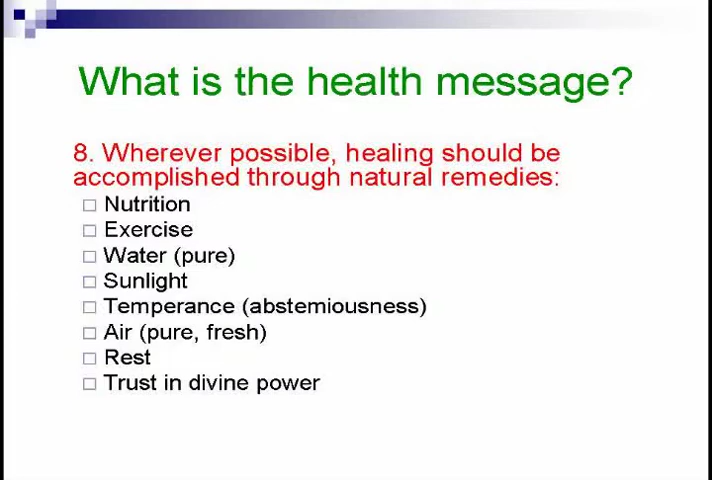 What is the health message?
8. Wherever possible, healing should be
accomplished through natural remedies:
Nutrition
Exercise
Water (pure)
Sunlight
Temperance (abstemiousness)
Air (pure, fresh)
Rest
Trust in divine power